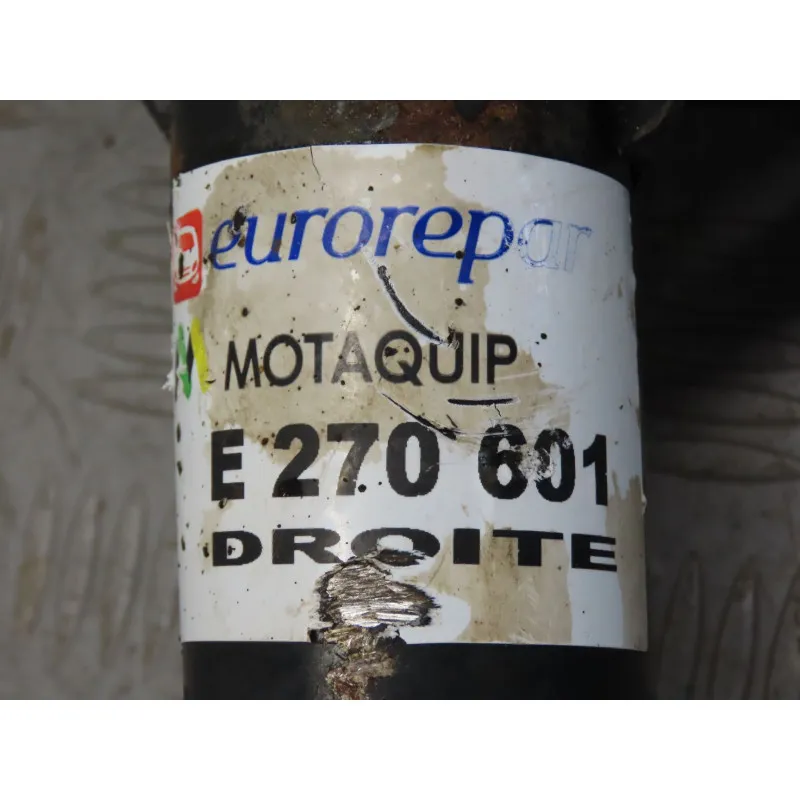 eurorepar
MOTAQUIP
E 270 601
DROITE